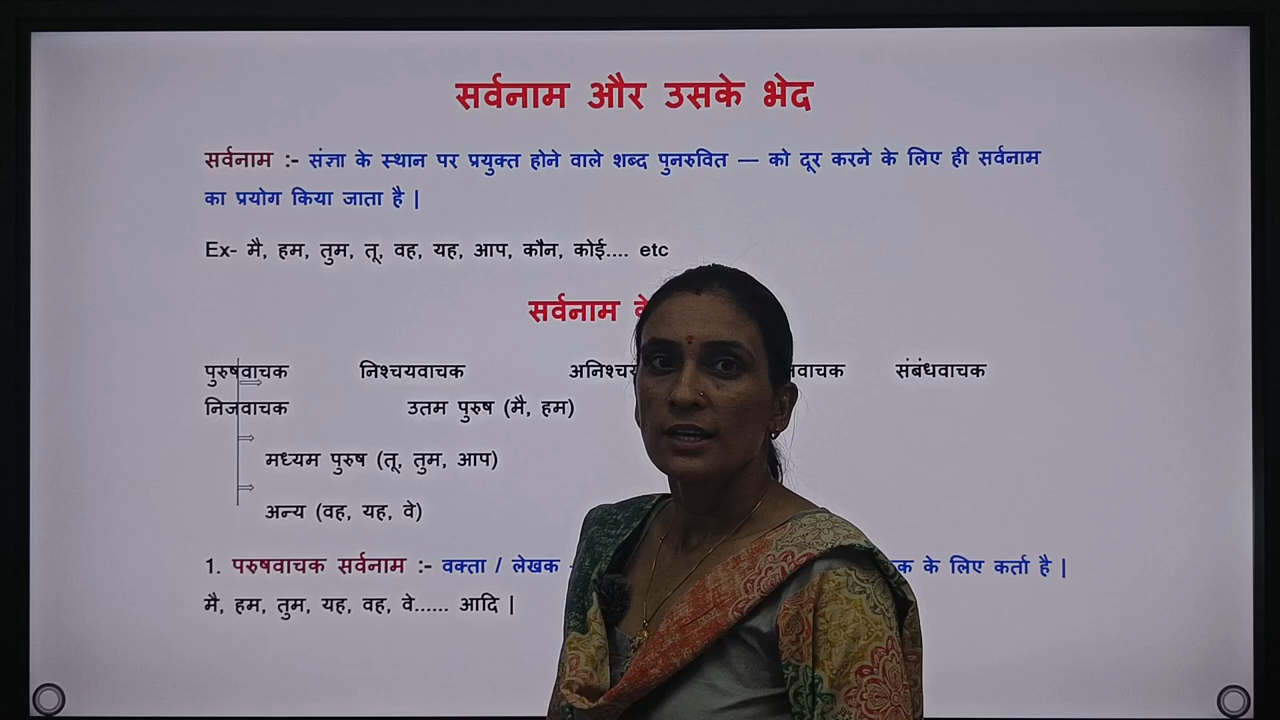 सर्वनाम और उसके भेद
सर्वनाम :- संज्ञा के स्थान पर प्रयुक्त होने वाले शब्द पुनरुवित — को दूर करने के लिए ही सर्वनाम
का प्रयोग किया जाता है |
Ex- मै, हम, तुम, तू, वह, यह, आप, कौन, कोई.... etc
सर्वनाम
पुरुषवाचक निश्चयवाचक संबंधवाचक
निजवाचक उतम पुरुष (मै, हम)
मध्यम पुरुष (तू, तुम, आप)
अन्य (वह, यह, वे)
1. परुषवाचक सर्वनाम :- वक्ता / लेखक के लिए कर्ता है |
मै, हम, तुम, यह, वह, वे...... आदि |